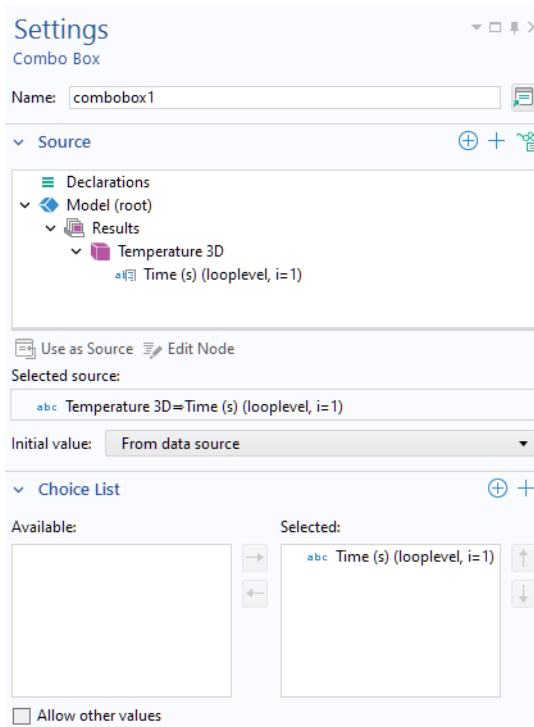 Settings
Combo Box
Name: combobox1
Source
Declarations
Model (root)
Results
Temperature 3D
Time (s) (looplevel, i=1)
Use as Source Edit Node
Selected source:
abc Temperature 3D⇒Time (s) (looplevel, i=1)
Initial value: From data source
Choice List
Available: Selected:
abc Time (s) (looplevel, i=1)
Allow other values